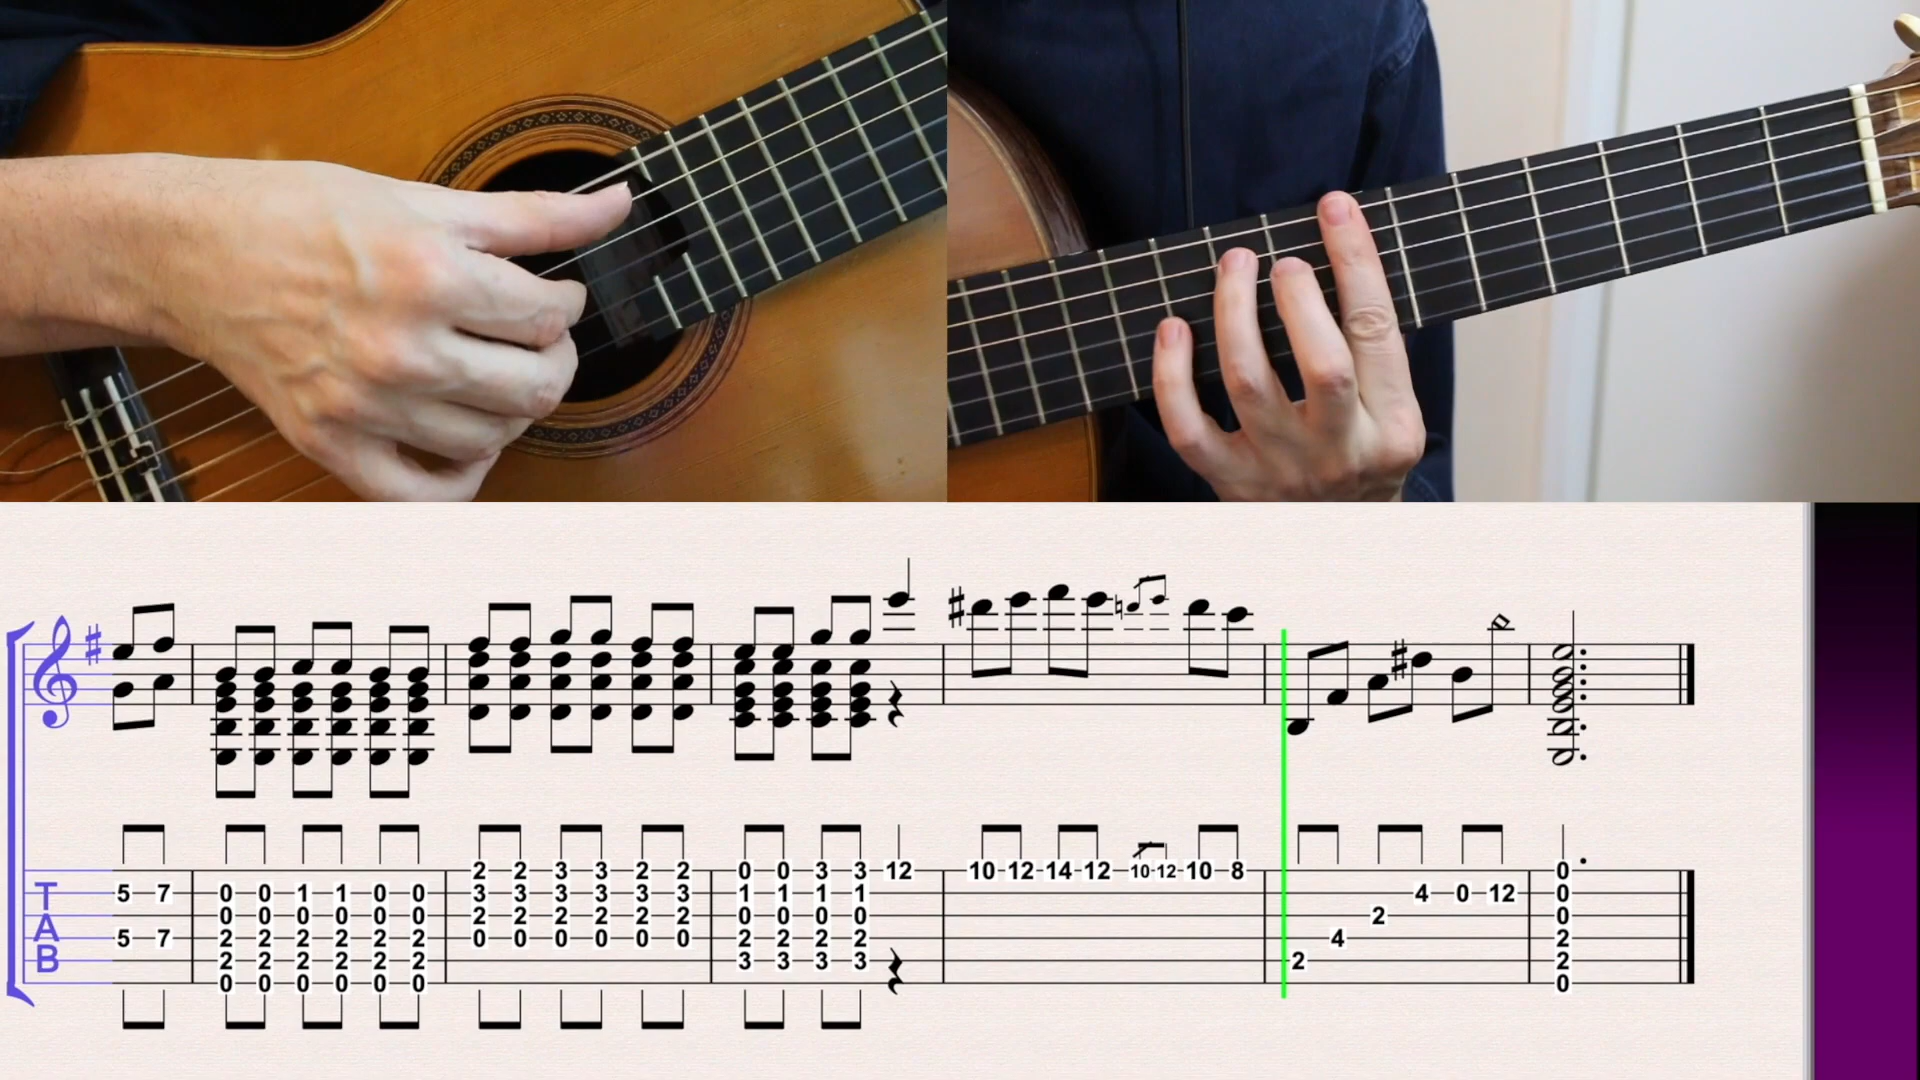 2 2 3 3 2 2 0 0 3 3 12 10 12 14 12 10 12 10 8 0
T 5 7 0 0 1 1 0 0 3 3 3 3 3 3 1 1 1 1 4 0 12 0
A 0 0 0 0 0 0 2 2 2 2 2 2 0 0 0 0 2 0
5 7 2 2 2 2 2 2 0 0 0 0 0 0 2 2 2 2 4 2
B 2 2 2 2 2 2 3 3 3 3 2 2
0 0 0 0 0 0 0